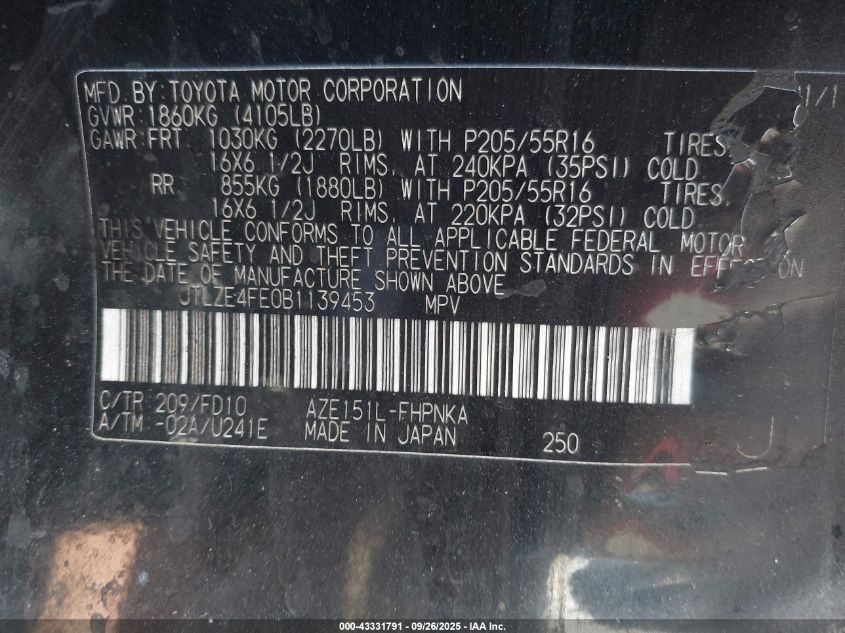 MFD. BY: TOYOTA MOTOR CORPORATION 1/1
GVWR: 1860KG (4105LB)
GAWR: FRT 1030KG (2270LB) WITH P205/55R16 TIRES,
16X6 1/2J RIMS, AT 240KPA (35PSI) COLD
RR 855KG (1880LB) WITH P205/55R16 TIRES,
16X6 1/2J RIMS, AT 220KPA (32PSI) COLD
THIS VEHICLE CONFORMS TO ALL APPLICABLE FEDERAL MOTOR
VEHICLE SAFETY AND THEFT PREVENTION STANDARDS IN EFFECT ON
THE DATE OF MANUFACTURE SHOWN ABOVE.
JTLZE4FE0B1139453 MPV
C/TR 209/FD10 AZE151L-FHPNKA
A/TM -02A/U241E MADE IN JAPAN 250 J
000-43331791 - 09/26/2025 - IAA Inc.